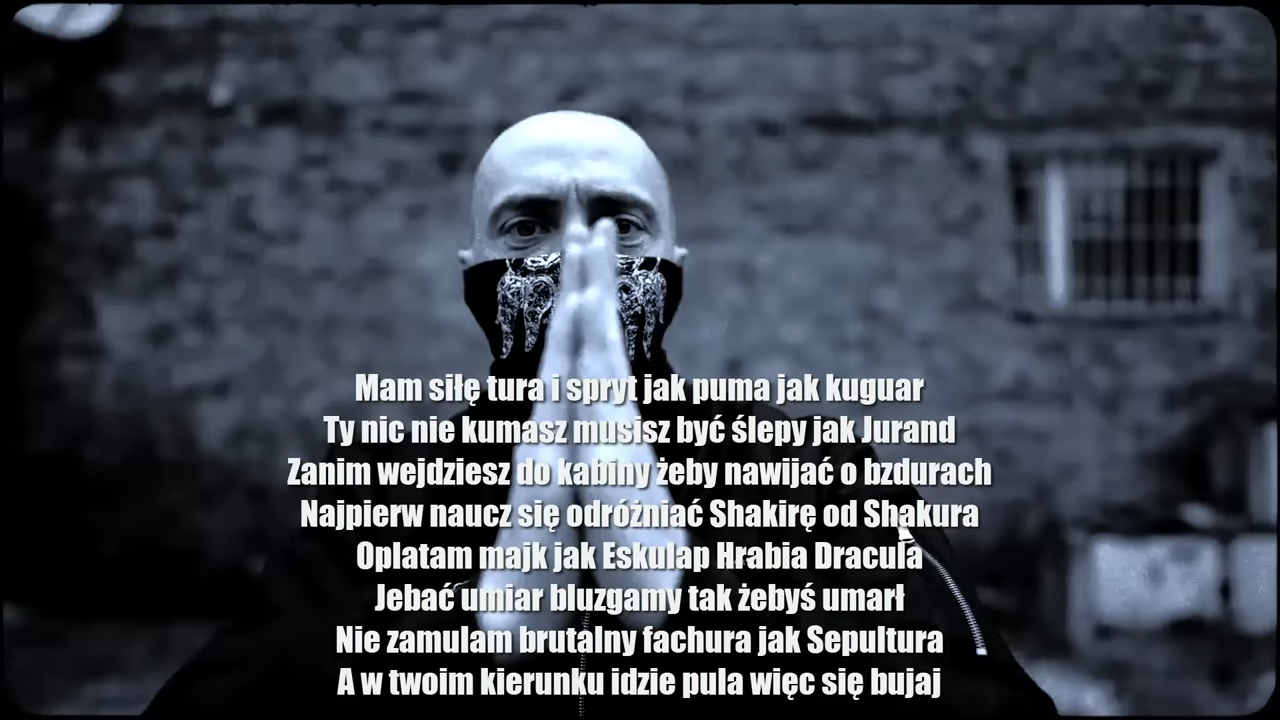 Mam siłę tura i spryt jak puma jak kuguar
Ty nic nie kumasz musisz być ślepy jak Jurand
Zanim wejdziesz do kabiny żeby nawijać o bzdurach
Najpierw naucz się odróżniać Shakirę od Shakura
Oplatam majk jak Eskulap Hrabia Dracula
Jebać umiar bluzgamy tak żebyś umarł
Nie zamulam brutalny fachura jak Sepultura
A w twoim kierunku idzie pula więc się bujaj